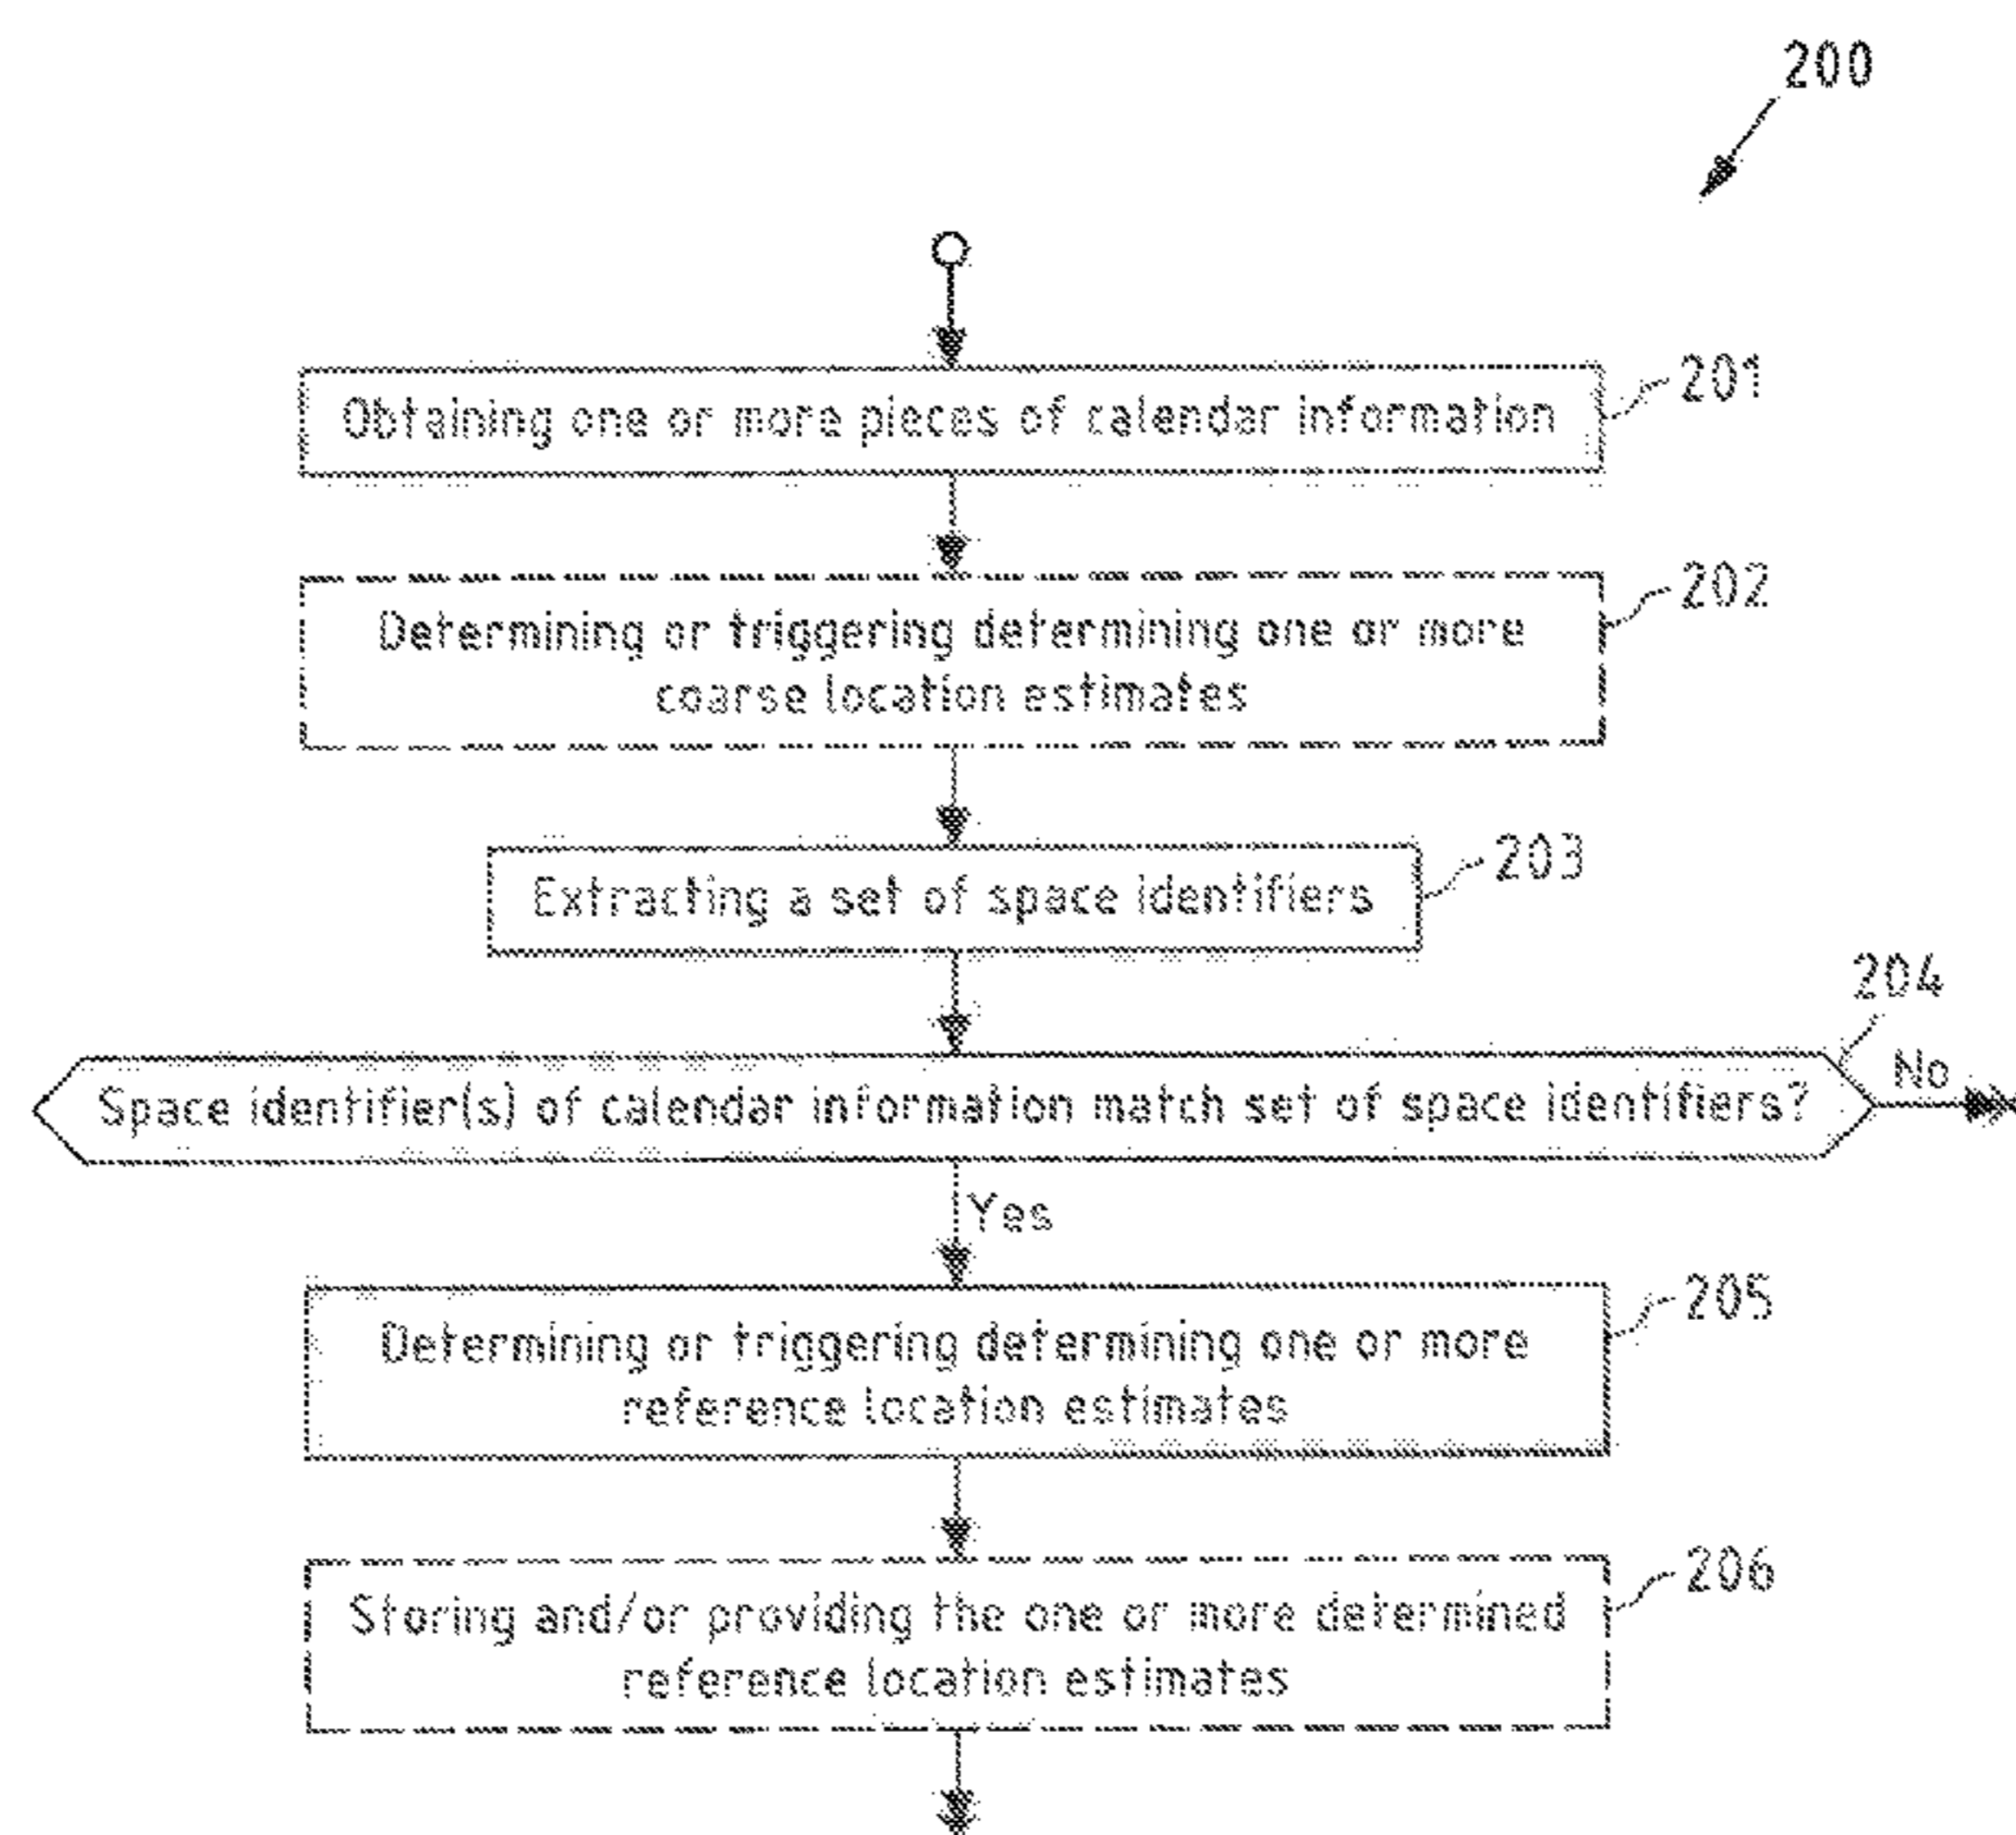 200
Obtaining one or more pieces of calendar information
201
Determining or triggering determining one or more
coarse location estimates
202
Extracting a set of space identifiers
203
204
Space identifier(s) of calendar information match set of space identifiers?
No
Yes
Determining or triggering determining one or more
reference location estimates
205
Storing and/or providing the one or more determined
reference location estimates
206